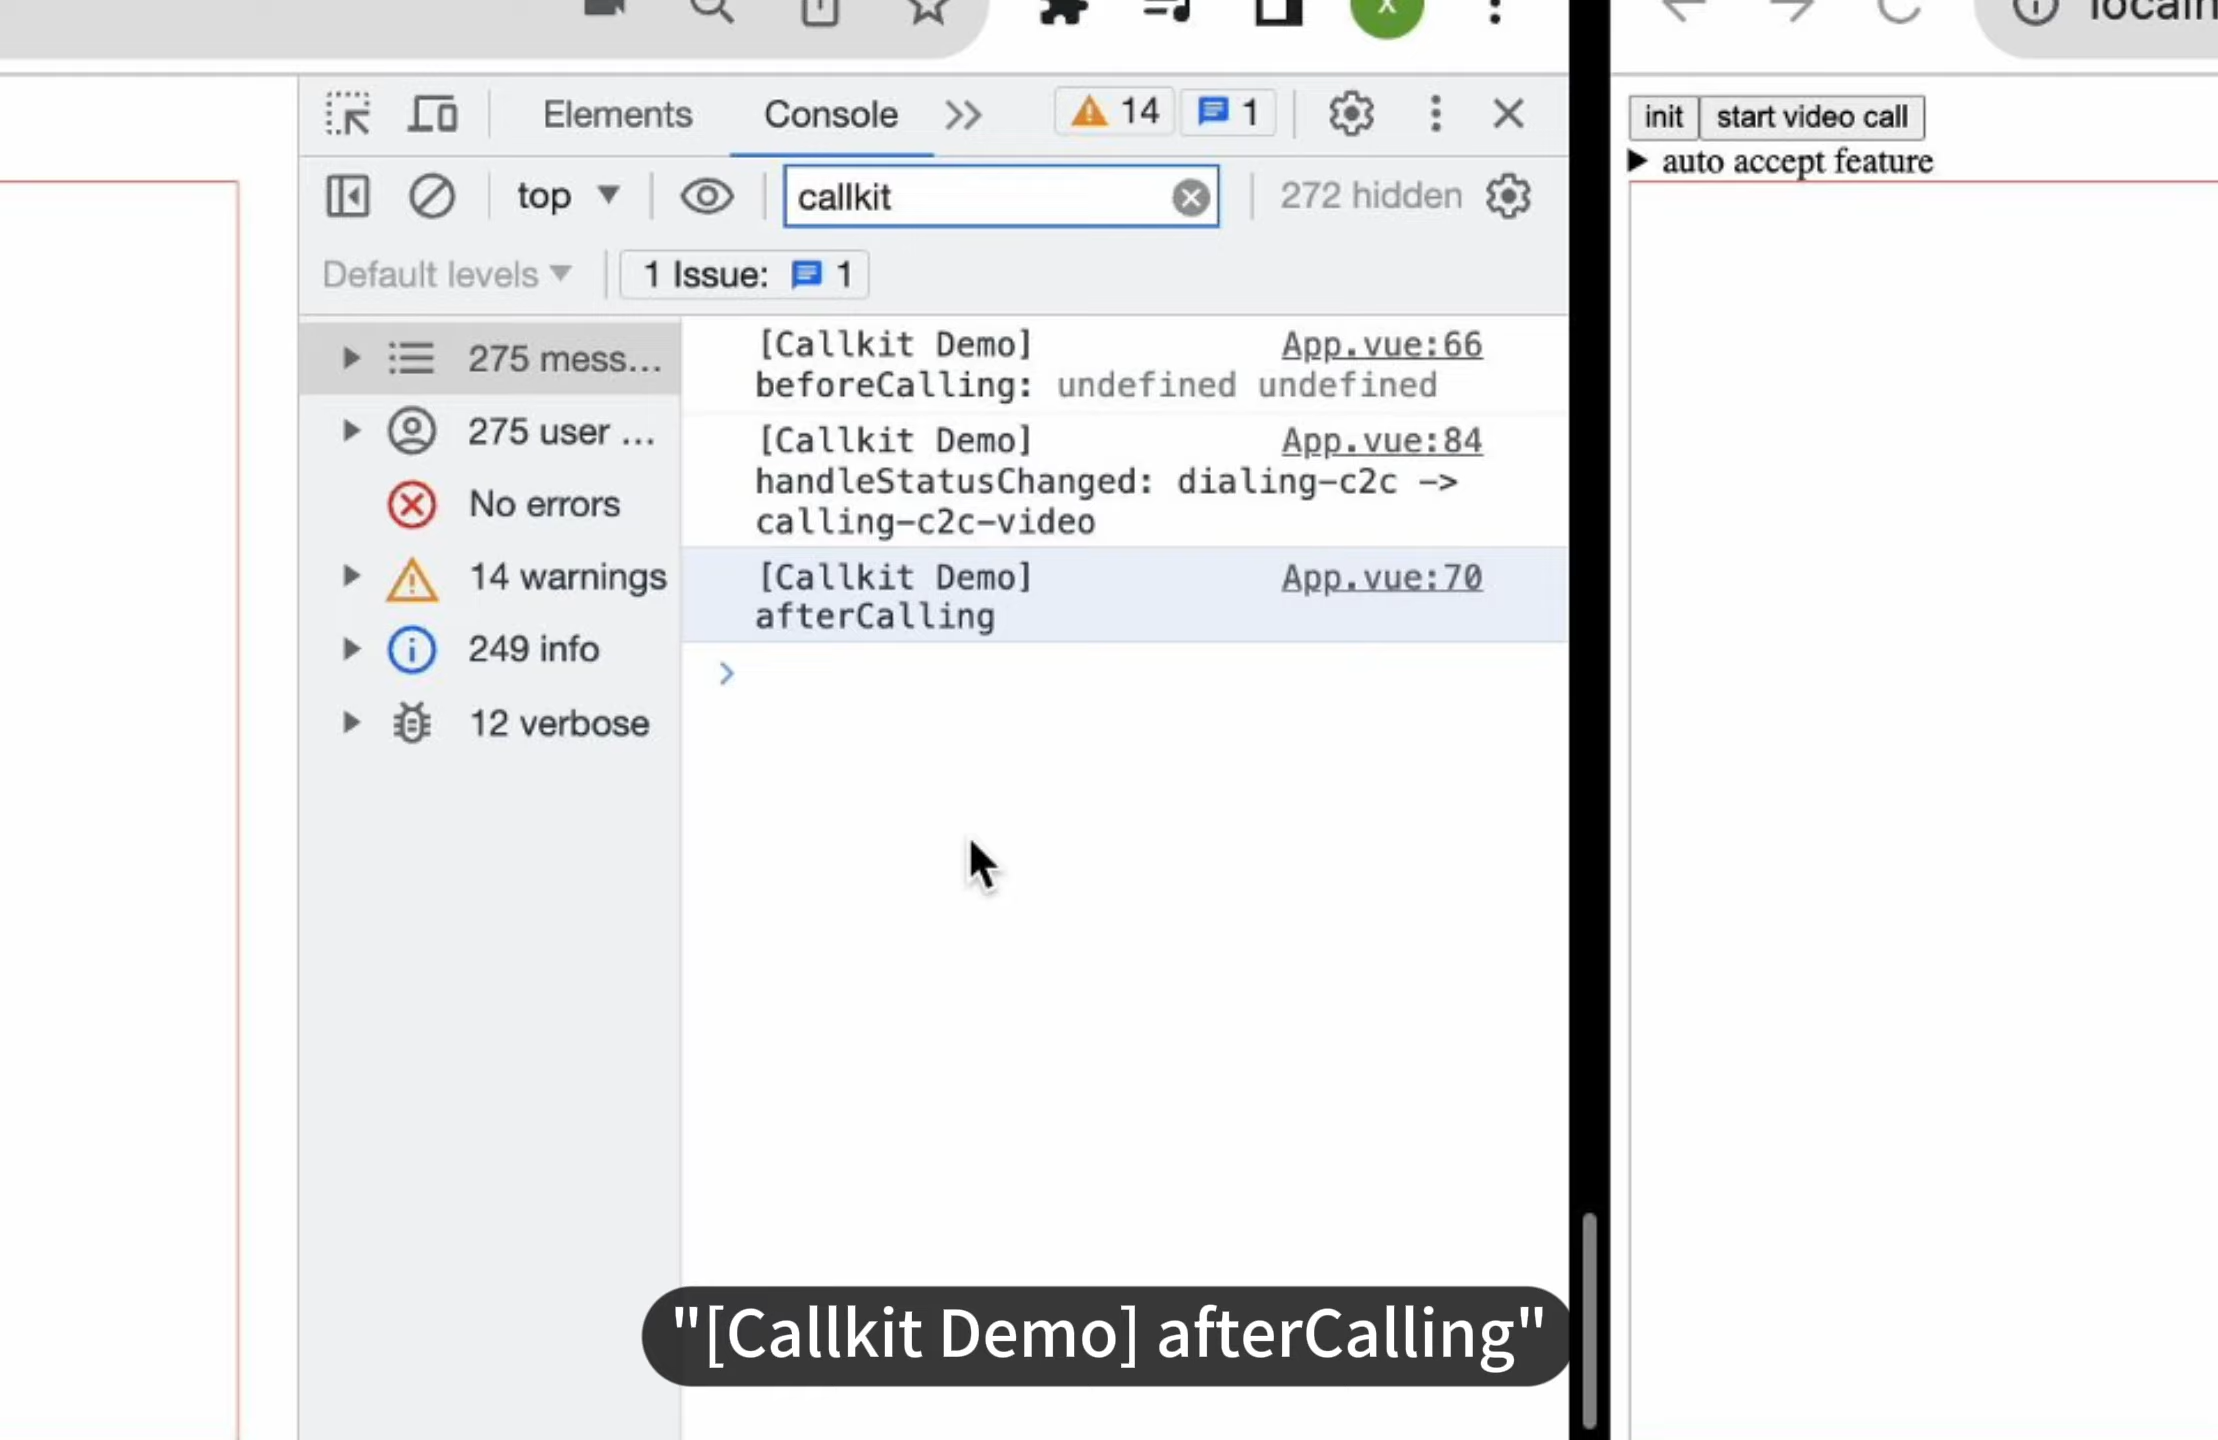 X
localh
Elements
Console
14
1
init
start video call
auto accept feature
top
callkit
272 hidden
Default levels
1 Issue: 1
275 mess...
275 user ...
No errors
14 warnings
249 info
12 verbose
[Callkit Demo] App.vue:66
beforeCalling: undefined undefined
[Callkit Demo] App.vue:84
handleStatusChanged: dialing-c2c ->
calling-c2c-video
[Callkit Demo] App.vue:70
afterCalling
"[Callkit Demo] afterCalling"